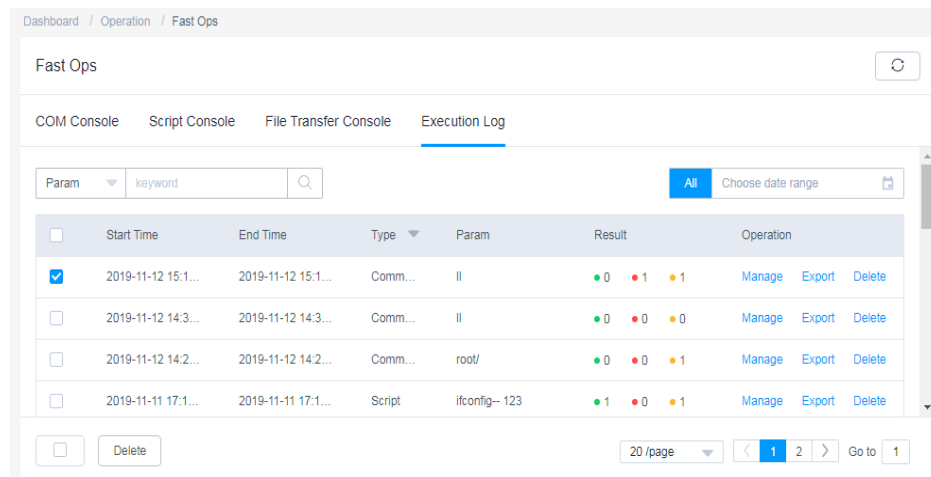 Dashboard / Operation / Fast Ops
Fast Ops
COM Console Script Console File Transfer Console Execution Log
Param keyword All Choose date range
Start Time End Time Type Param Result Operation
2019-11-12 15:1... 2019-11-12 15:1... Comm... ll 0 1 1 Manage Export Delete
2019-11-12 14:3... 2019-11-12 14:3... Comm... ll 0 0 0 Manage Export Delete
2019-11-12 14:2... 2019-11-12 14:2... Comm... root/ 0 0 1 Manage Export Delete
2019-11-11 17:1... 2019-11-11 17:1... Script ifconfig-- 123 1 0 1 Manage Export Delete
Delete 20 /page 1 2 Go to 1